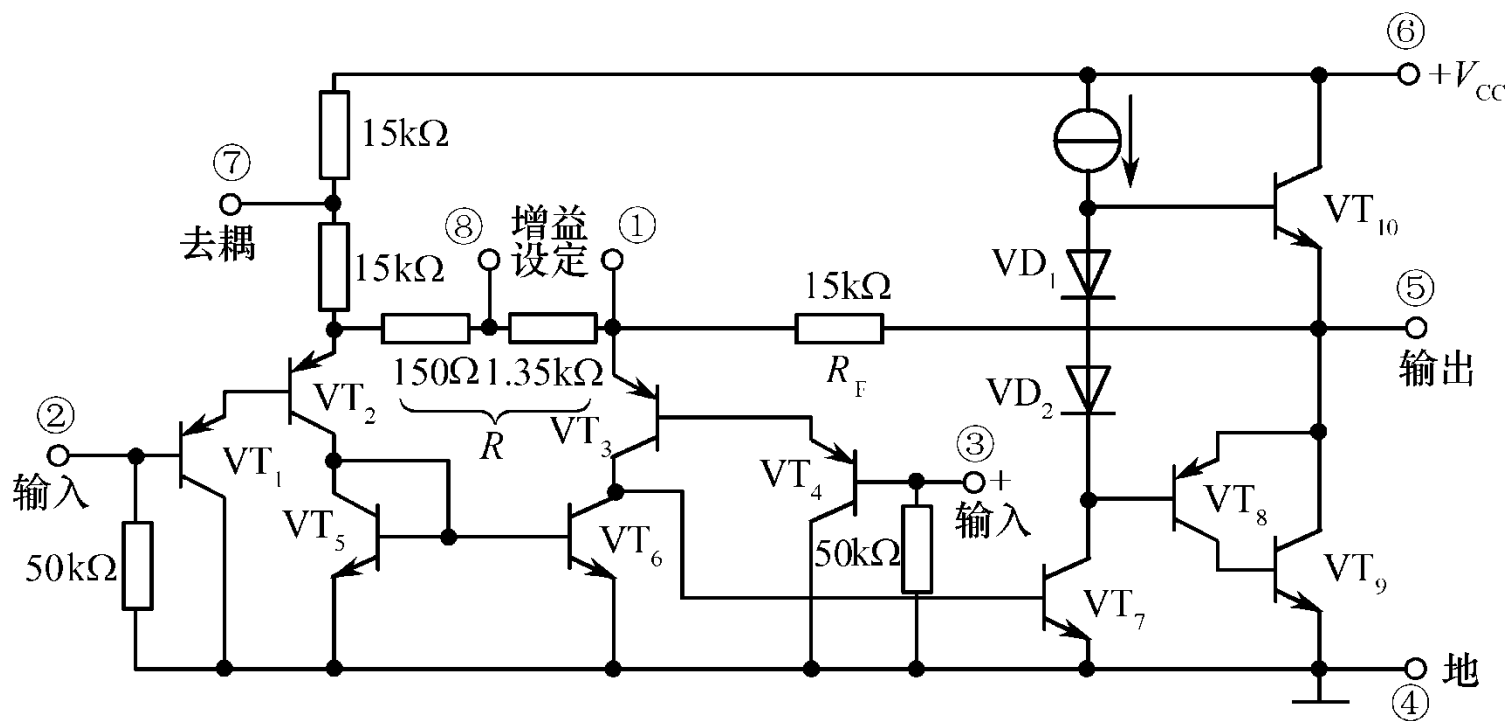 ⑥
+V_CC
15kΩ
⑦
去耦
⑧
增益
设定
①
15kΩ
VT10
VD1
15kΩ
⑤
R_F
输出
150Ω
1.35kΩ
R
VT2
VD2
②
输入
VT1
VT3
③
+
输入
VT4
VT8
VT5
VT6
50kΩ
50kΩ
VT7
VT9
地
④